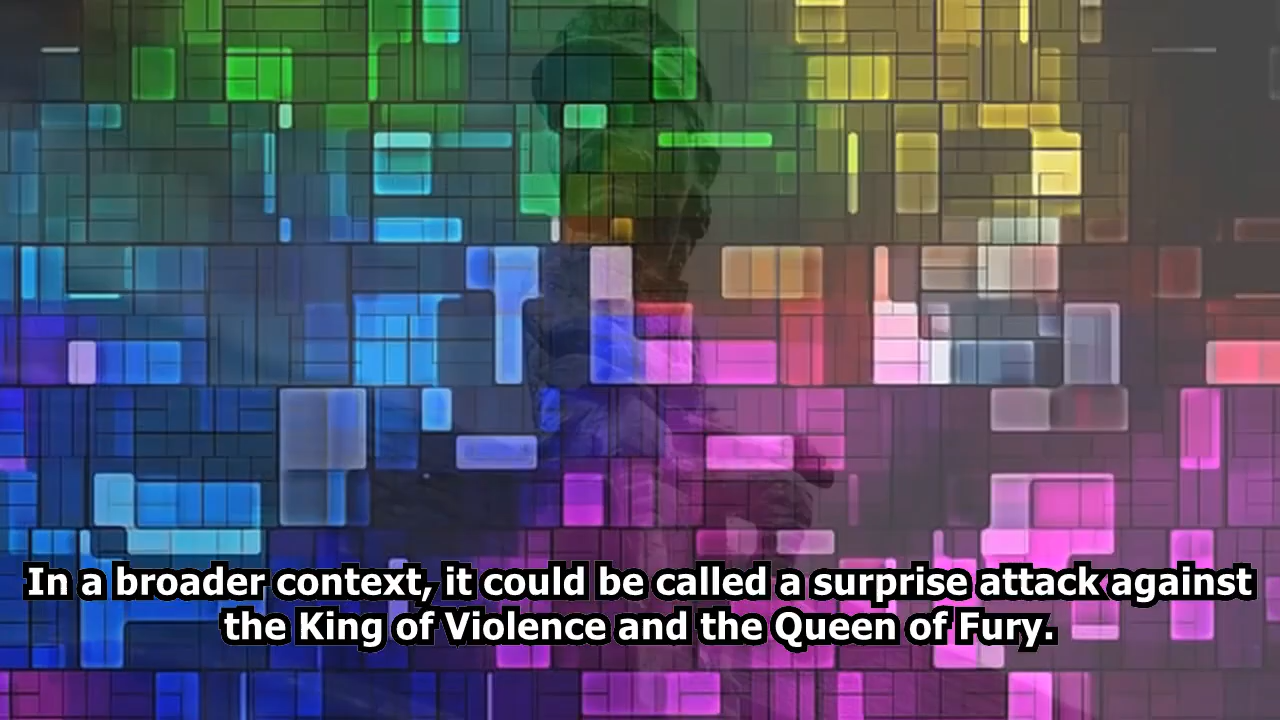 In a broader context, it could be called a surprise attack against
the King of Violence and the Queen of Fury.